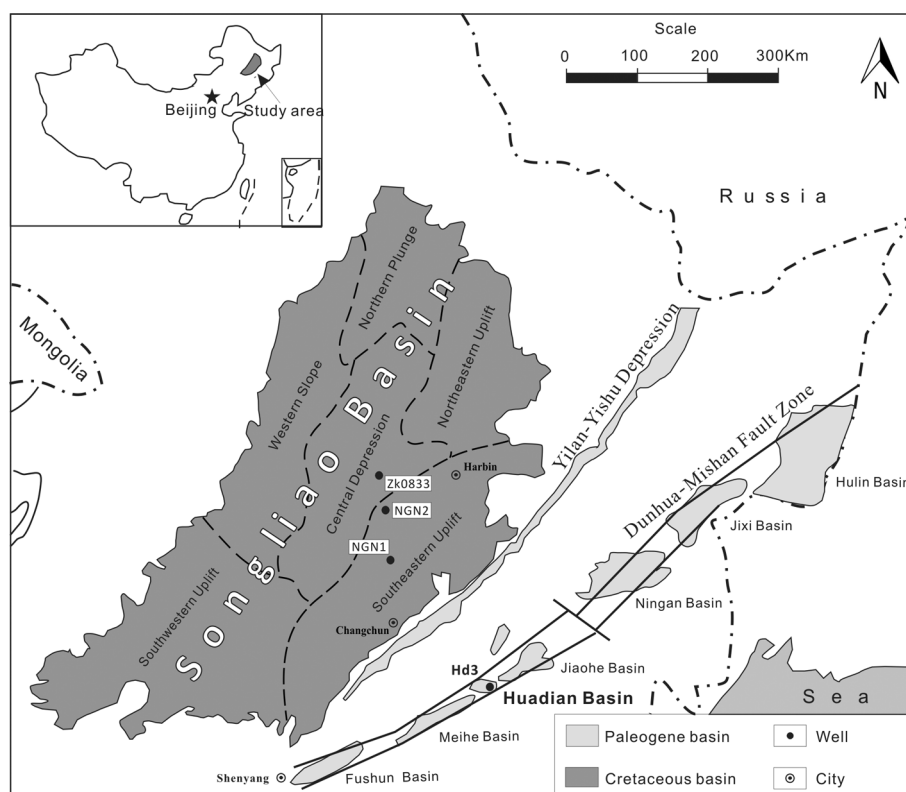 Scale
0 100 200 300Km
N
Beijing
Study area
Russia
Mongolia
Songliao Basin
Northern Plunge
Western Slope
Northeastern Uplift
Central Depression
Southeastern Uplift
Southwestern Uplift
Yilan-Yishu Depression
Dunhua-Mishan Fault Zone
Harbin
Zk0833
NGN2
NGN1
Changchun
Hulin Basin
Jixi Basin
Ningan Basin
Jiaohe Basin
Hd3
Huadian Basin
Sea
Meihe Basin
Shenyang
Fushun Basin
Paleogene basin
Well
Cretaceous basin
City